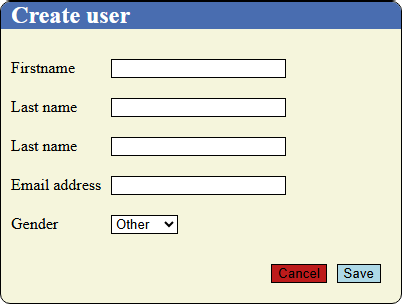 Create user
Firstname
Last name
Last name
Email address
Gender Other
Cancel Save